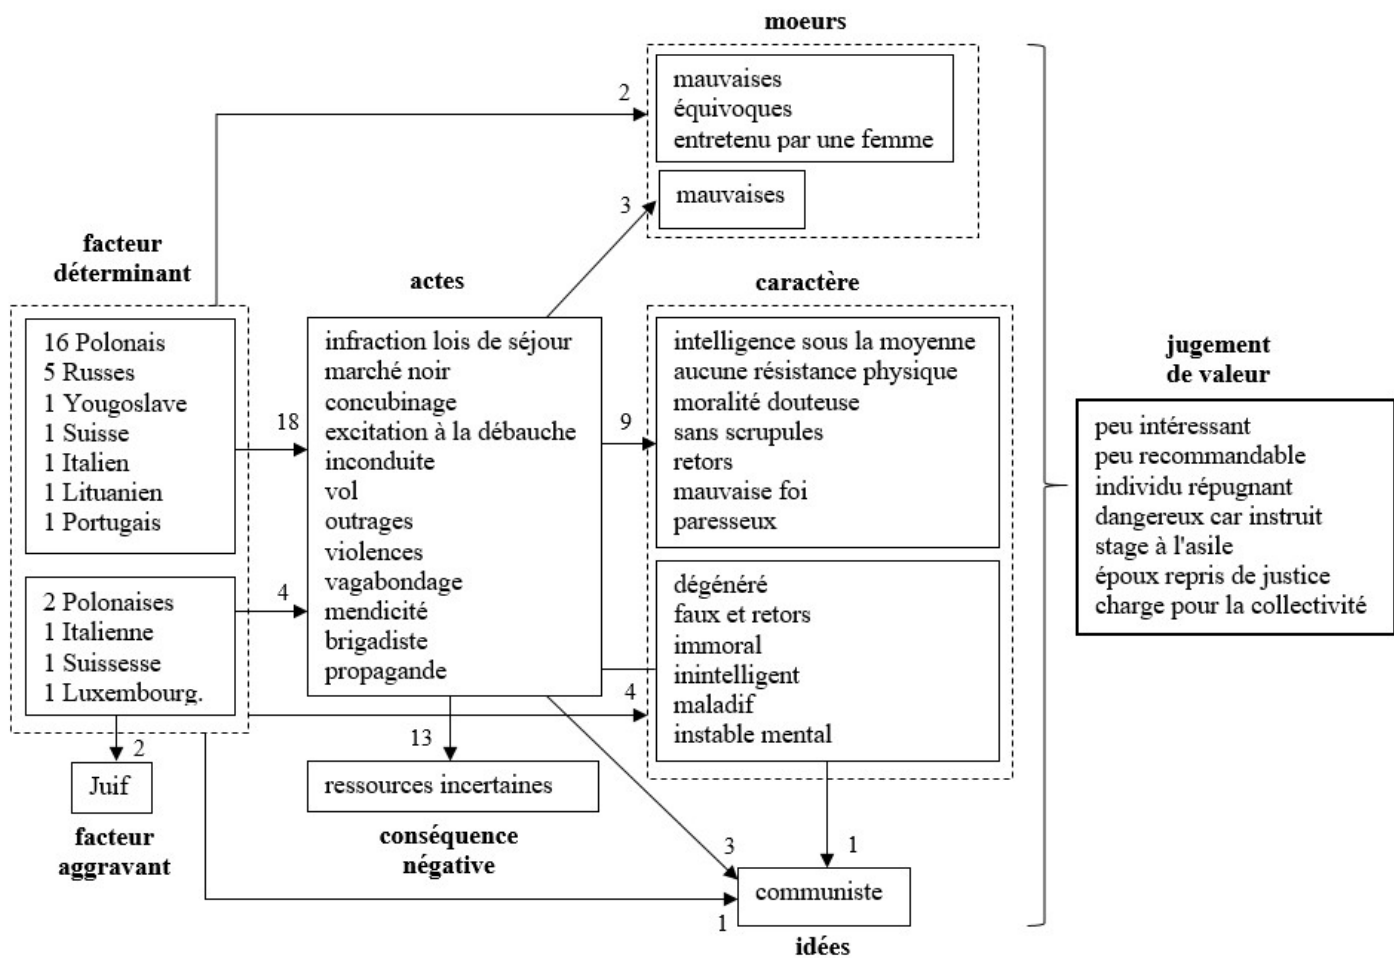 moeurs
mauvaises
équivoques
entretenu par une femme
2
mauvaises
3
facteur
déterminant
16 Polonais
5 Russes
1 Yougoslave
1 Suisse
1 Italien
1 Lituanien
1 Portugais
2 Polonaises
1 Italienne
1 Suissesse
1 Luxembourg.
18
4
2
Juif
facteur
aggravant
actes
infraction lois de séjour
marché noir
concubinage
excitation à la débauche
inconduite
vol
outrages
violences
vagabondage
mendicité
brigadiste
propagande
13
ressources incertaines
conséquence
négative
9
4
caractère
intelligence sous la moyenne
aucune résistance physique
moralité douteuse
sans scrupules
retors
mauvaise foi
paresseux
dégénéré
faux et retors
immoral
inintelligent
maladif
instable mental
3
1
1
communiste
idées
jugement
de valeur
peu intéressant
peu recommandable
individu répugnant
dangereux car instruit
stage à l'asile
époux repris de justice
charge pour la collectivité